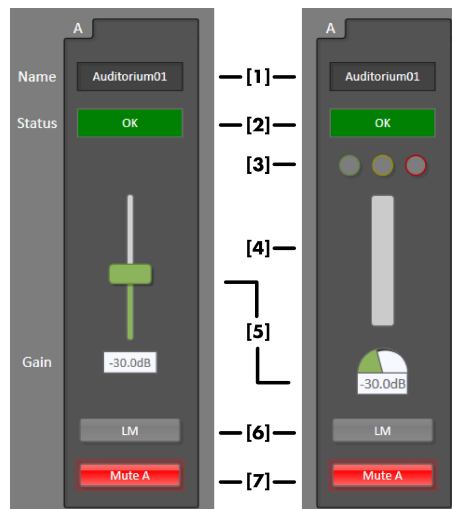 A
A
Name
Auditorium01
[1]
Auditorium01
Status
OK
[2]
OK
[3]
[4]
[5]
Gain
-30.0dB
-30.0dB
LM
[6]
LM
Mute A
[7]
Mute A